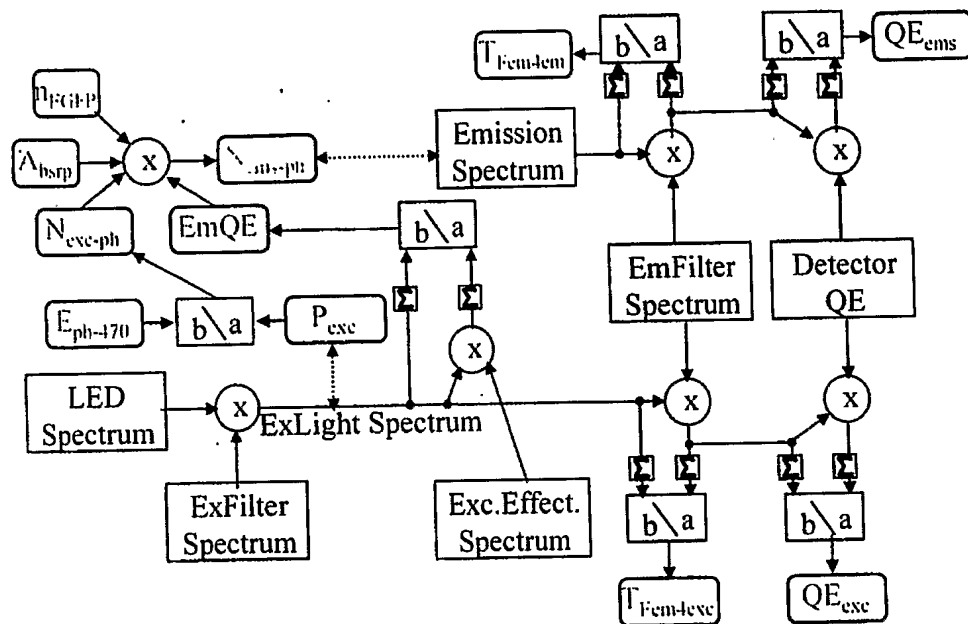 b\a
b\a
QE_ems
T_Fem-lem
Σ
Σ
Σ
Σ
n_EGFP
Emission
Spectrum
x
x
x
A_bsrp
N_exc-ph
EmQE
b\a
EmFilter
Spectrum
Detector
QE
Σ
Σ
E_ph-470
b\a
P_exc
x
LED
Spectrum
x
ExLight Spectrum
x
x
Σ
Σ
Σ
Σ
ExFilter
Spectrum
Exc.Effect.
Spectrum
b\a
b\a
T_Fem-lexc
QE_exc